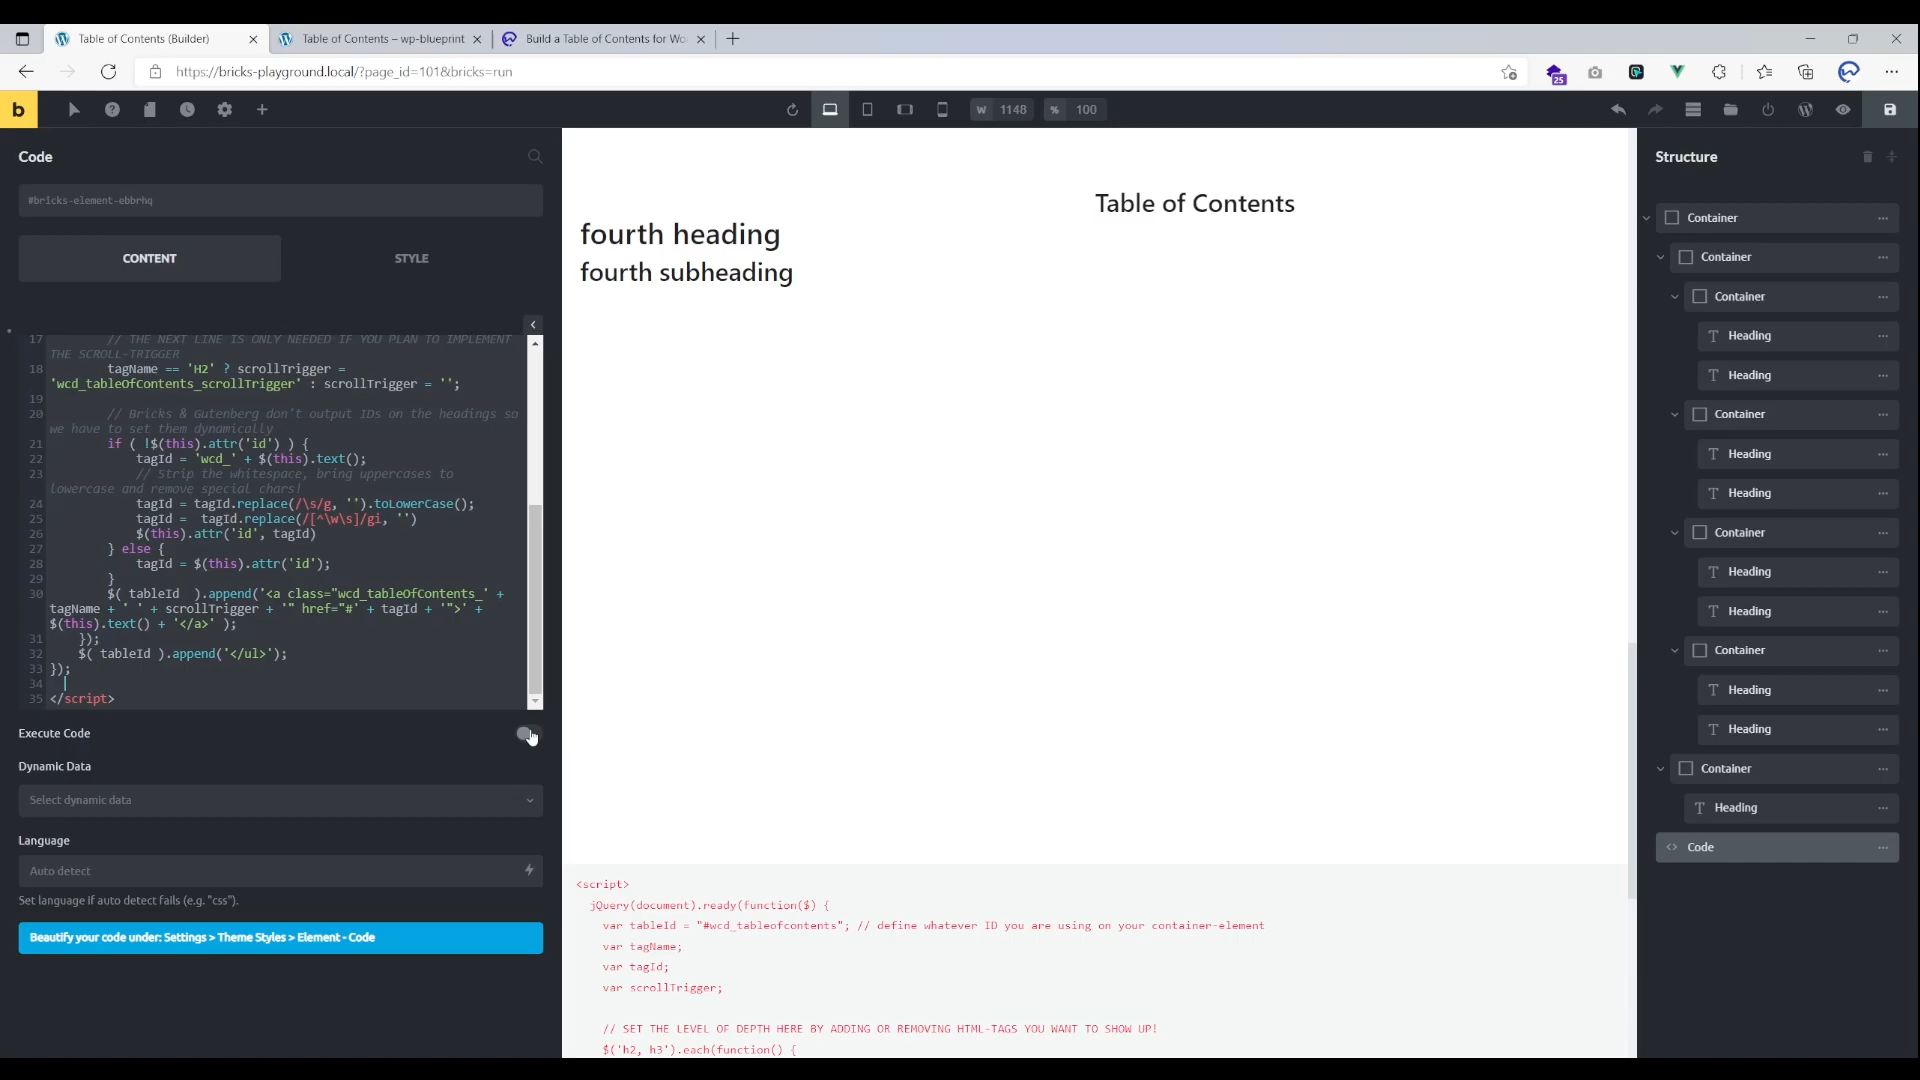 Table of Contents (Builder)
Table of Contents – wp-blueprint
Build a Table of Contents for Wo
https://bricks-playground.local/?page_id=101&bricks=run
25
b
W 1148
% 100
Code
#bricks-element-ebbrhq
CONTENT
STYLE
17 // THE NEXT LINE IS ONLY NEEDED IF YOU PLAN TO IMPLEMENT
THE SCROLL-TRIGGER
18 tagName == 'H2' ? scrollTrigger =
'wcd_tableOfContents_scrollTrigger' : scrollTrigger = '';
19
20 // Bricks & Gutenberg don't output IDs on the headings so
we have to set them dynamically
21 if ( !$(this).attr('id') ) {
22 tagId = 'wcd_' + $(this).text();
23 // Strip the whitespace, bring uppercases to
lowercase and remove special chars!
24 tagId = tagId.replace(/\s/g, '').toLowerCase();
25 tagId =  tagId.replace(/[^\w\s]/gi, '')
26 $(this).attr('id', tagId)
27 } else {
28 tagId = $(this).attr('id');
29 }
30 $( tableId  ).append('<a class="wcd_tableOfContents_' +
tagName + ' ' + scrollTrigger + '" href="#' + tagId + '">' +
$(this).text() + '</a>' );
31 });
32 $( tableId ).append('</ul>');
33 });
34
35 </script>
Execute Code
Dynamic Data
Select dynamic data
Language
Auto detect
Set language if auto detect fails (e.g. "css").
Beautify your code under: Settings > Theme Styles > Element - Code
Table of Contents
fourth heading
fourth subheading
<script>
jQuery(document).ready(function($) {
var tableId = "#wcd_tableofcontents"; // define whatever ID you are using on your container-element
var tagName;
var tagId;
var scrollTrigger;
// SET THE LEVEL OF DEPTH HERE BY ADDING OR REMOVING HTML-TAGS YOU WANT TO SHOW UP!
$('h2, h3').each(function() {
Structure
Container
Container
Container
Heading
Heading
Container
Heading
Heading
Container
Heading
Heading
Container
Heading
Heading
Container
Heading
Code